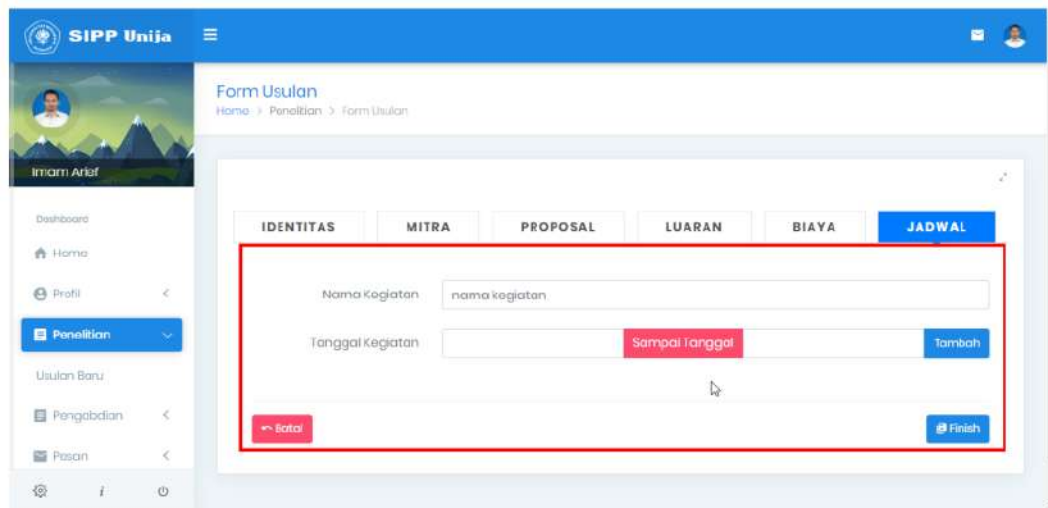 SIPP Unija
Form Usulan
Home > Penelitian > Form Usulan
Imam Arief
Dashboard
Home
Profil
Penelitian
Usulan Baru
Pengabdian
Pesan
IDENTITAS MITRA PROPOSAL LUARAN BIAYA JADWAL
Nama Kegiatan nama kegiatan
Tanggal Kegiatan Sampai Tanggal Tambah
Batal Finish